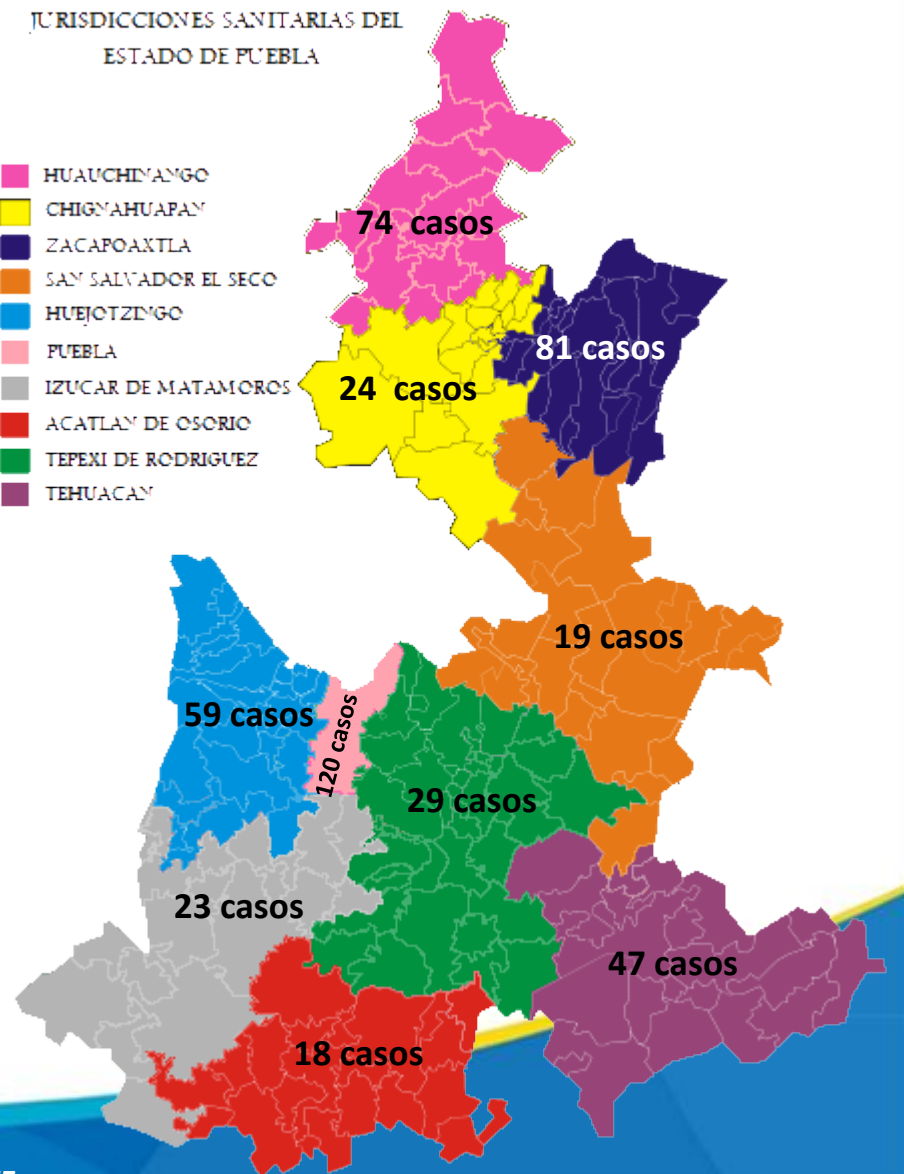 JURISDICCIONES SANITARIAS DEL
ESTADO DE PUEBLA
HUAUCHINANGO
CHIGNAHUAPAN
ZACAPOAXTLA
SAN SALVADOR EL SECO
HUEJOTZINGO
PUEBLA
IZUCAR DE MATAMOROS
ACATLAN DE OSORIO
TEPEXI DE RODRIGUEZ
TEHUACAN
74 casos
81 casos
24 casos
19 casos
59 casos
120 casos
29 casos
23 casos
47 casos
18 casos